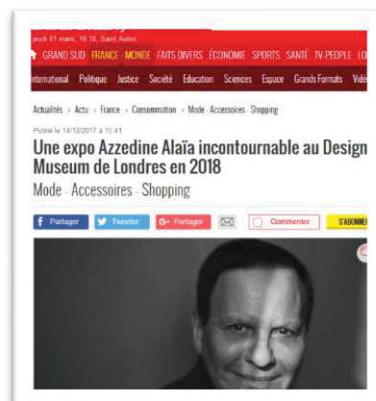 jeudi 01 mars, 16:16, Saint Aubin
GRAND SUD FRANCE - MONDE FAITS DIVERS ÉCONOMIE SPORTS SANTÉ TV-PEOPLE
International Politique Justice Société Education Sciences Espace Grands Formats
Actualités > Actu > France > Consommation > Mode - Accessoires - Shopping
Publié le 14/12/2017 à 15:41
Une expo Azzedine Alaïa incontournable au Design
Museum de Londres en 2018
Mode - Accessoires - Shopping
f Partager Tweeter G+ Partager Commenter